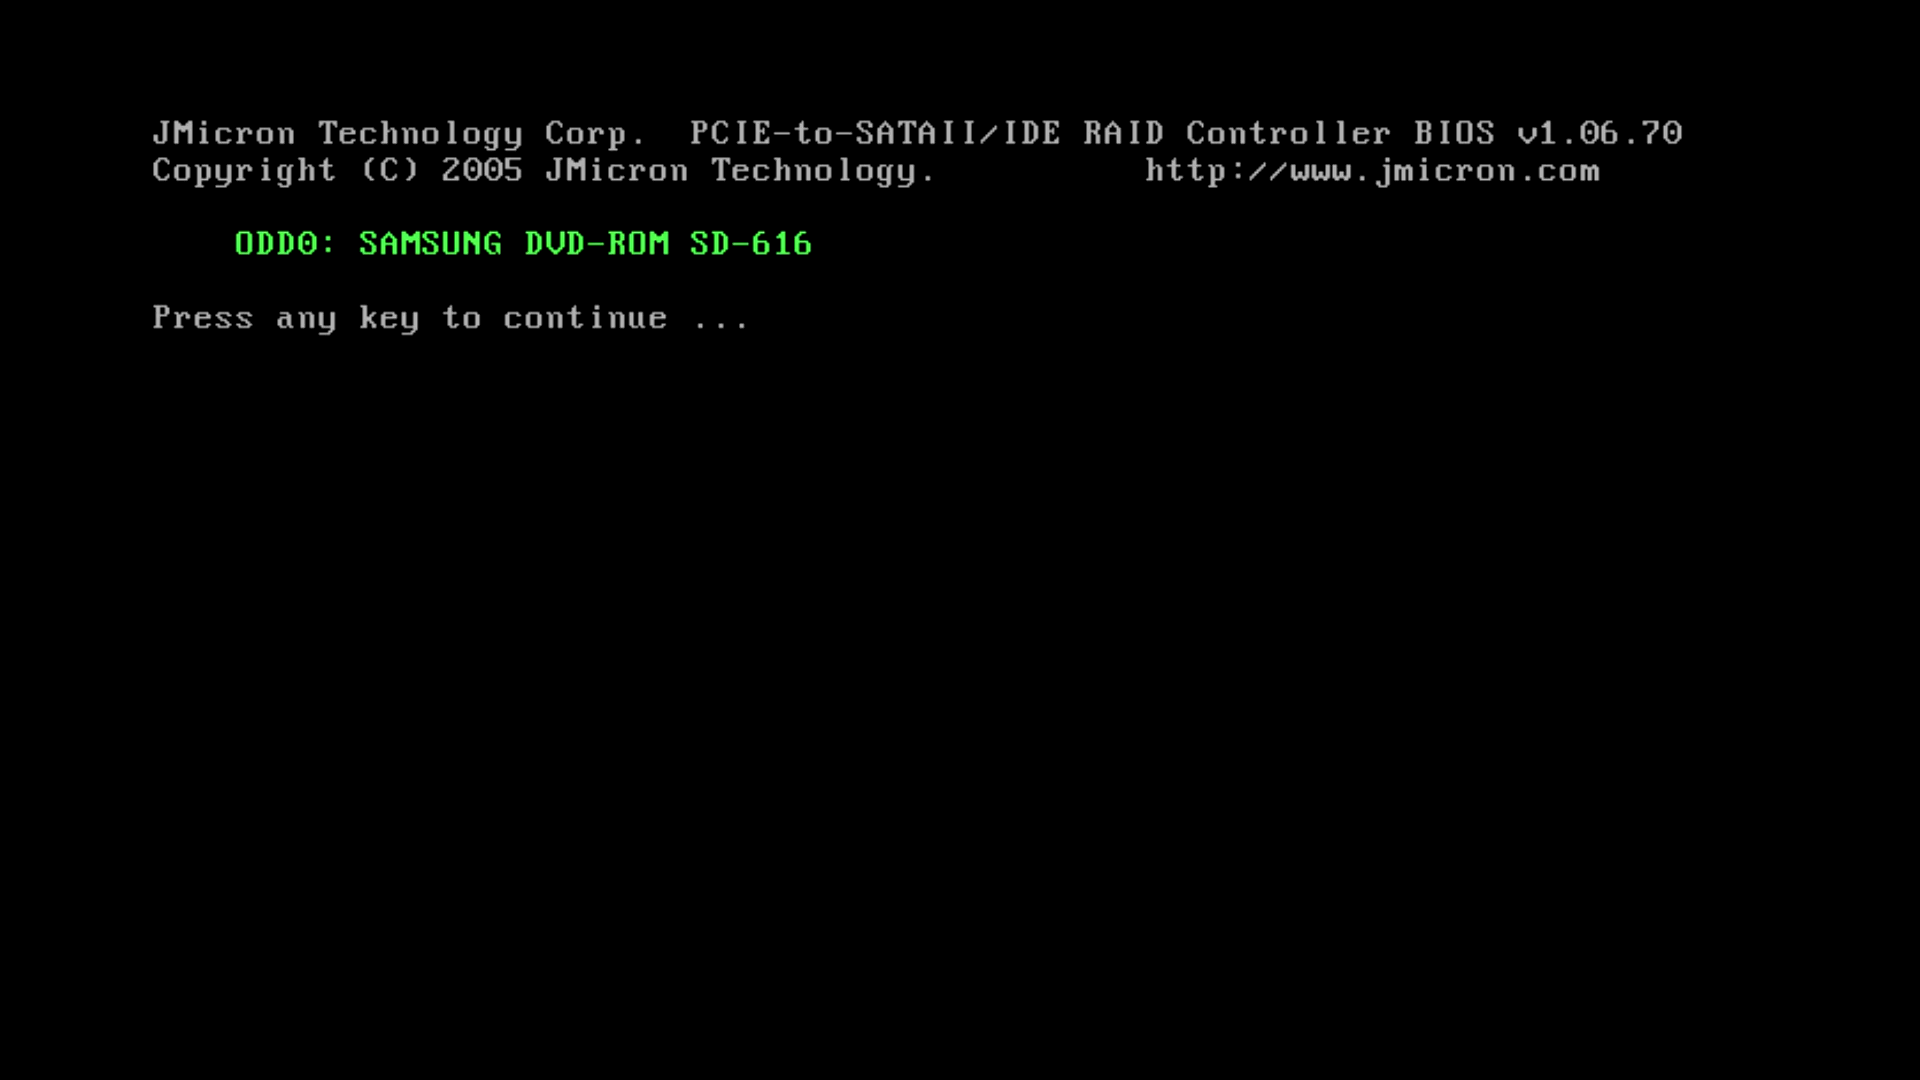 JMicron Technology Corp.  PCIE-to-SATAII/IDE RAID Controller BIOS v1.06.70
Copyright (C) 2005 JMicron Technology.          http://www.jmicron.com
ODD0: SAMSUNG DVD-ROM SD-616
Press any key to continue ...